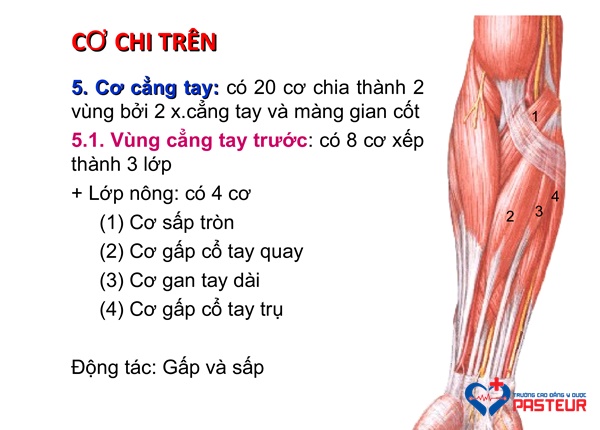 CƠ CHI TRÊN
5. Cơ cẳng tay: có 20 cơ chia thành 2
vùng bởi 2 x.cẳng tay và màng gian cốt
5.1. Vùng cẳng tay trước: có 8 cơ xếp
thành 3 lớp
+ Lớp nông: có 4 cơ
(1) Cơ sấp tròn
(2) Cơ gấp cổ tay quay
(3) Cơ gan tay dài
(4) Cơ gấp cổ tay trụ
Động tác: Gấp và sấp
1
2
3
4
TRƯỜNG CAO ĐẲNG Y DƯỢC
PASTEUR